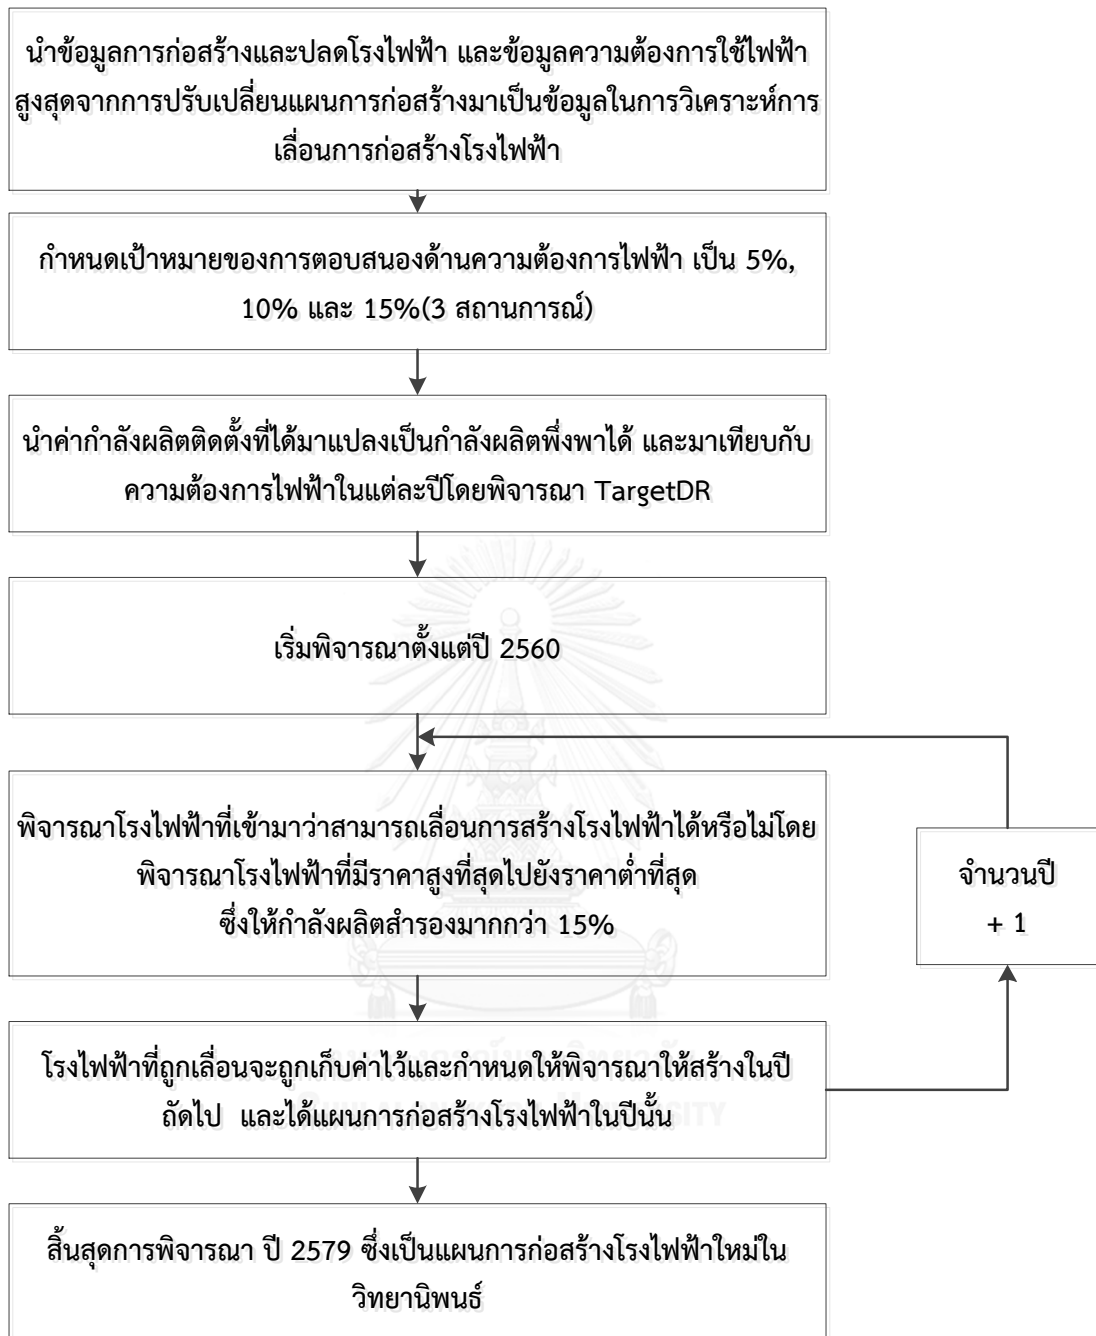 นำข้อมูลการก่อสร้างและปลดโรงไฟฟ้า และข้อมูลความต้องการใช้ไฟฟ้า
สูงสุดจากการปรับเปลี่ยนแผนการก่อสร้างมาเป็นข้อมูลในการวิเคราะห์การ
เลื่อนการก่อสร้างโรงไฟฟ้า
กำหนดเป้าหมายของการตอบสนองด้านความต้องการไฟฟ้า เป็น 5%,
10% และ 15%(3 สถานการณ์)
นำค่ากำลังผลิตติดตั้งที่ได้มาแปลงเป็นกำลังผลิตพึ่งพาได้ และมาเทียบกับ
ความต้องการไฟฟ้าในแต่ละปีโดยพิจารณา TargetDR
เริ่มพิจารณาตั้งแต่ปี 2560
พิจารณาโรงไฟฟ้าที่เข้ามาว่าสามารถเลื่อนการสร้างโรงไฟฟ้าได้หรือไม่โดย
พิจารณาโรงไฟฟ้าที่มีราคาสูงที่สุดไปยังราคาต่ำที่สุด
ซึ่งให้กำลังผลิตสำรองมากกว่า 15%
จำนวนปี
+ 1
โรงไฟฟ้าที่ถูกเลื่อนจะถูกเก็บค่าไว้และกำหนดให้พิจารณาให้สร้างในปี
ถัดไป และได้แผนการก่อสร้างโรงไฟฟ้าในปีนั้น
สิ้นสุดการพิจารณา ปี 2579 ซึ่งเป็นแผนการก่อสร้างโรงไฟฟ้าใหม่ใน
วิทยานิพนธ์